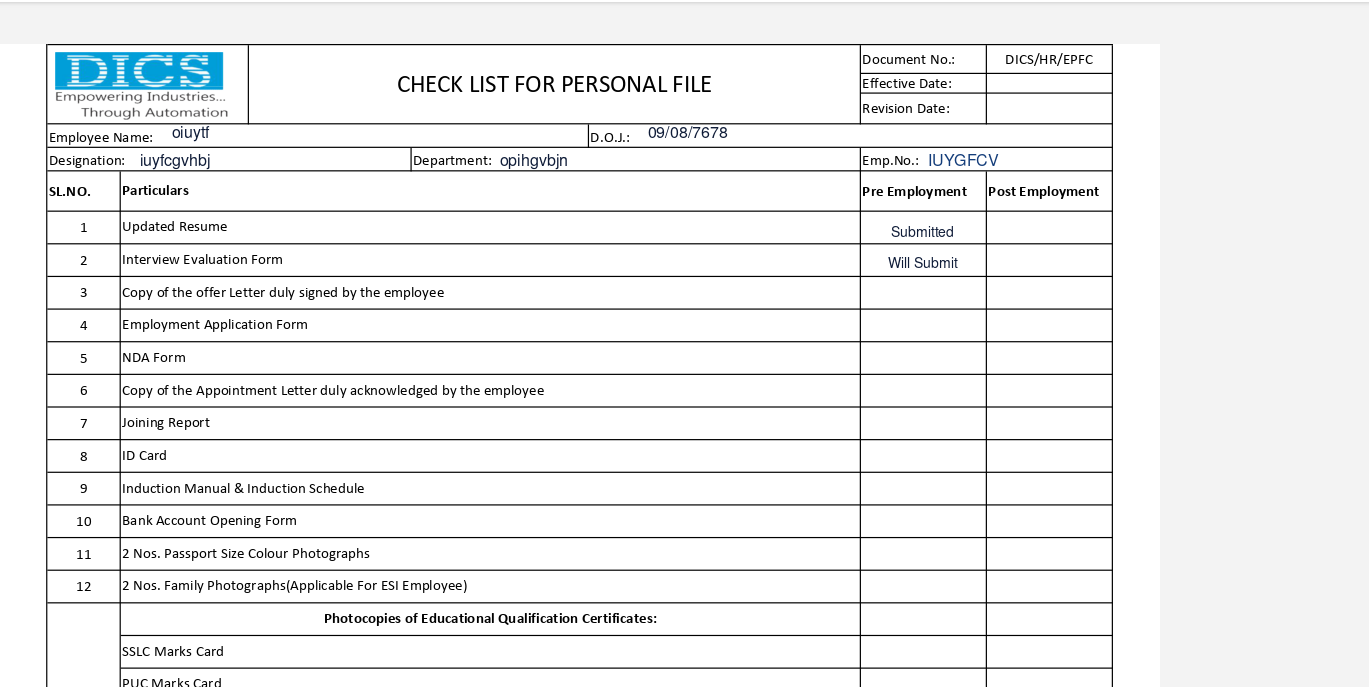 DICS
Empowering Industries...
Through Automation
CHECK LIST FOR PERSONAL FILE
Document No.: DICS/HR/EPFC
Effective Date:
Revision Date:
Employee Name: oiuytf D.O.J.: 09/08/7678
Designation: iuyfcgvhbj Department: opihgvbjn Emp.No.: IUYGFCV
SL.NO. Particulars Pre Employment Post Employment
1 Updated Resume Submitted
2 Interview Evaluation Form Will Submit
3 Copy of the offer Letter duly signed by the employee
4 Employment Application Form
5 NDA Form
6 Copy of the Appointment Letter duly acknowledged by the employee
7 Joining Report
8 ID Card
9 Induction Manual & Induction Schedule
10 Bank Account Opening Form
11 2 Nos. Passport Size Colour Photographs
12 2 Nos. Family Photographs(Applicable For ESI Employee)
Photocopies of Educational Qualification Certificates:
SSLC Marks Card
PUC Marks Card